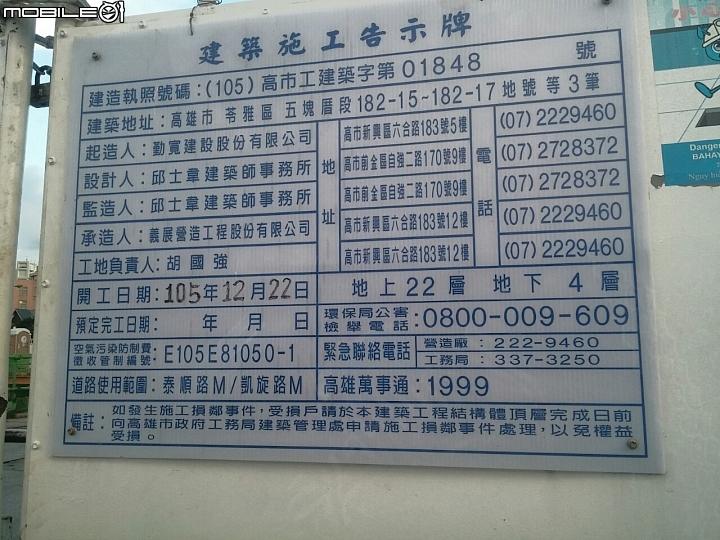 MOBILE01
小心
建築施工告示牌
建造執照號碼:(105)高市工建築字第01848 號
建築地址:高雄市 苓雅區 五塊厝段182-15~182-17地號等3筆
起造人:勤寬建設股份有限公司 地址 高市新興區六合路183號5樓 電話 (07)2229460
設計人:邱士韋建築師事務所 高市前金區自強二路170號9樓 (07)2728372
監造人:邱士韋建築師事務所 高市前金區自強二路170號9樓 (07)2728372
承造人:義展營造工程股份有限公司 高市新興區六合路183號12樓 (07)2229460
工地負責人:胡國強 高市新興區六合路183號12樓 (07)2229460
開工日期:105年12月22日 地上22層 地下 4層
預定完工日期: 年 月 日 環保局公害檢舉電話:0800-009-609
空氣污染防制費徵收管制編號:E105E81050-1 緊急聯絡電話 營造廠:222-9460
工務局:337-3250
道路使用範圍:泰順路M/凱旋路M 高雄萬事通:1999
備註:如發生施工損鄰事件,受損戶請於本建築工程結構體頂層完成日前
向高雄市政府工務局建築管理處申請施工損鄰事件處理,以免權益
受損。
Danger
BAHAY
Nguy hi